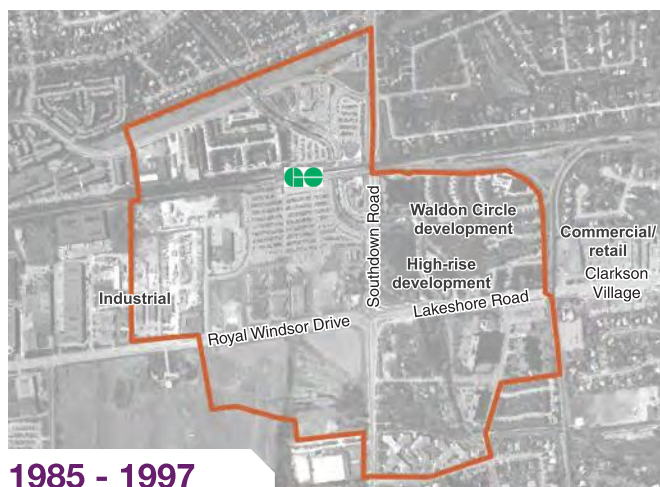 GO
Southdown Road
Waldon Circle
development
Commercial/
retail
Clarkson
Village
High-rise
development
Industrial
Lakeshore Road
Royal Windsor Drive
1985 - 1997